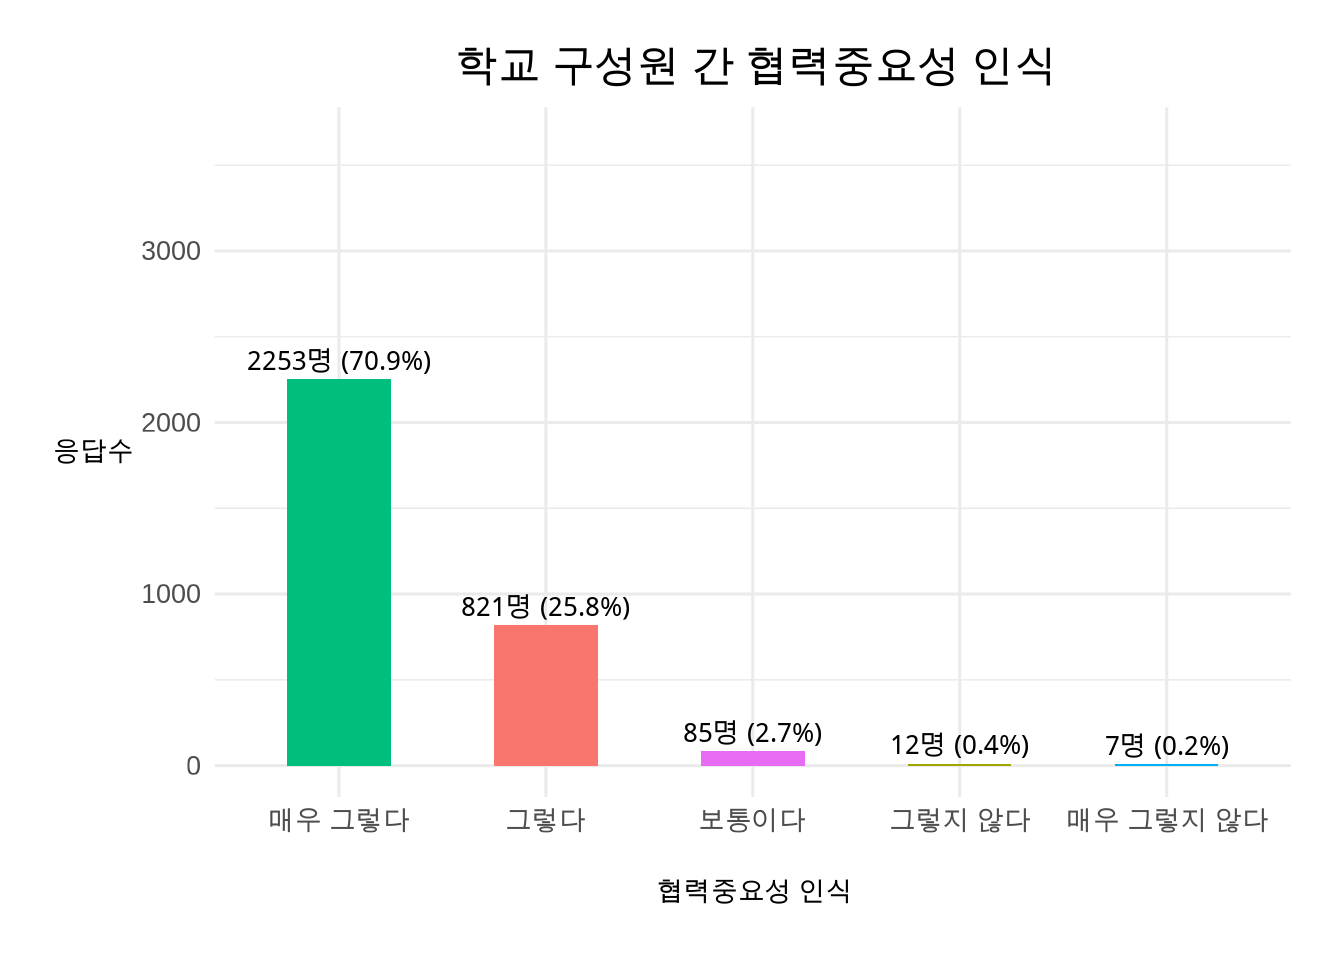 학교 구성원 간 협력중요성 인식
3000
2253명 (70.9%)
2000
응답수
1000
821명 (25.8%)
85명 (2.7%)
12명 (0.4%)
7명 (0.2%)
0
매우 그렇다
그렇다
보통이다
그렇지 않다
매우 그렇지 않다
협력중요성 인식